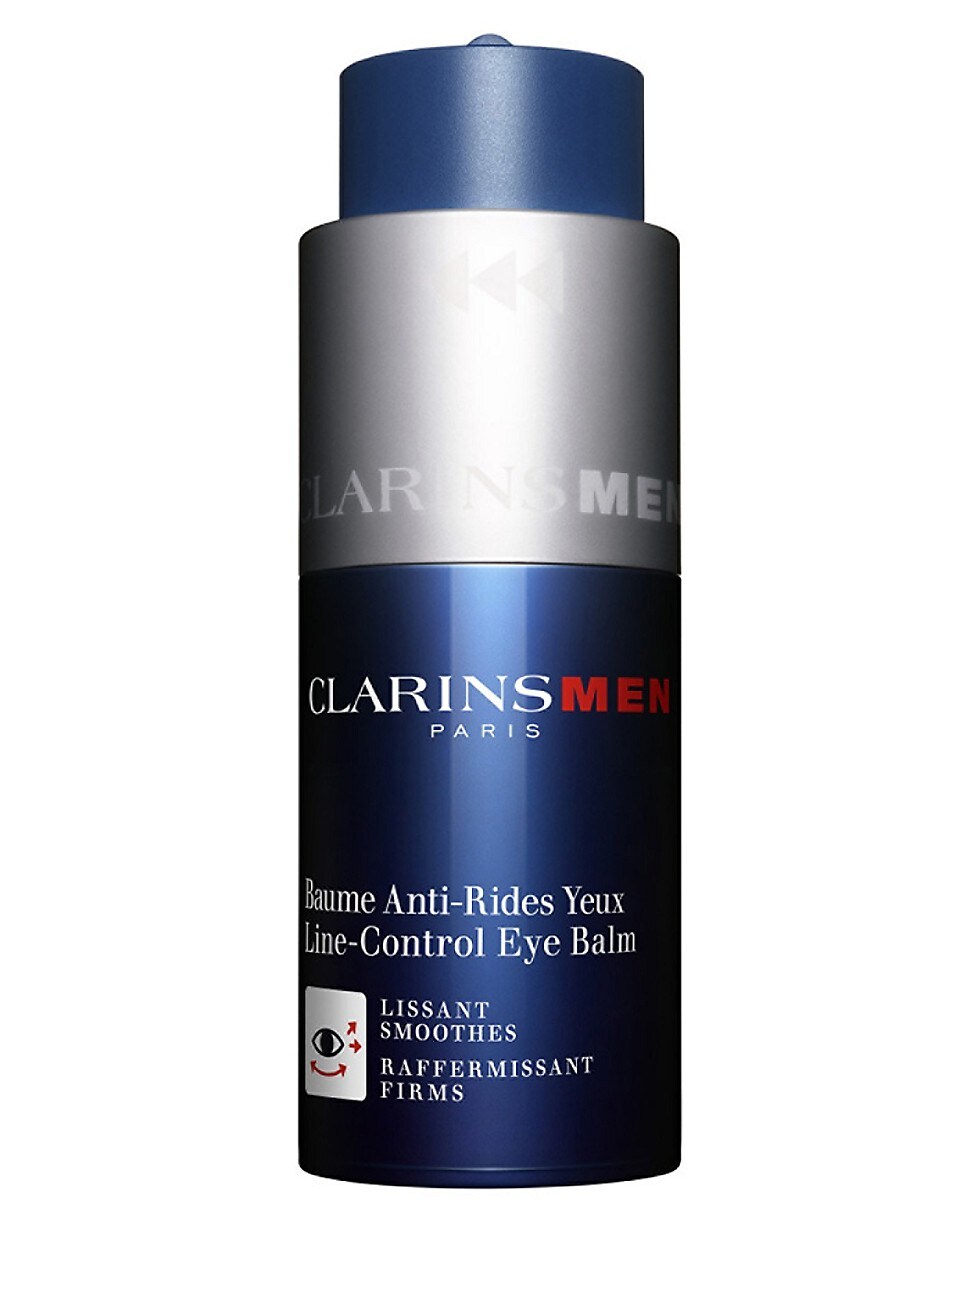 CLARINSMEN
CLARINSMEN
PARIS
Baume Anti-Rides Yeux
Line-Control Eye Balm
LISSANT
SMOOTHES
RAFFERMISSANT
FIRMS